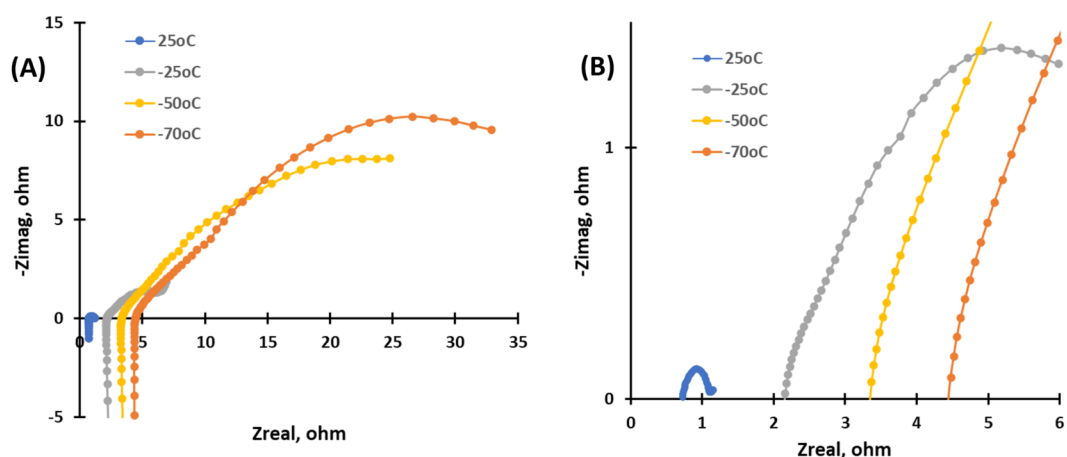 (A)
15
10
5
0
-5
-Zimag, ohm
25oC
-25oC
-50oC
-70oC
0 5 10 15 20 25 30 35
Zreal, ohm
(B)
1
0
-Zimag, ohm
25oC
-25oC
-50oC
-70oC
0 1 2 3 4 5 6
Zreal, ohm